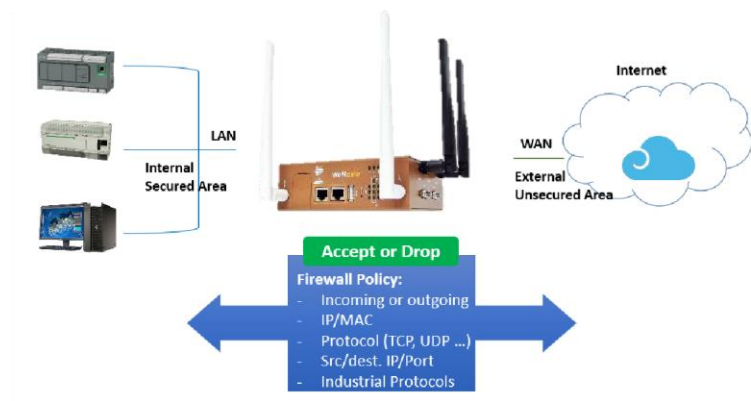 Internet
LAN
WAN
Internal
Secured Area
External
Unsecured Area
Accept or Drop
Firewall Policy:
- Incoming or outgoing
- IP/MAC
- Protocol (TCP, UDP ...)
- Src/dest. IP/Port
- Industrial Protocols